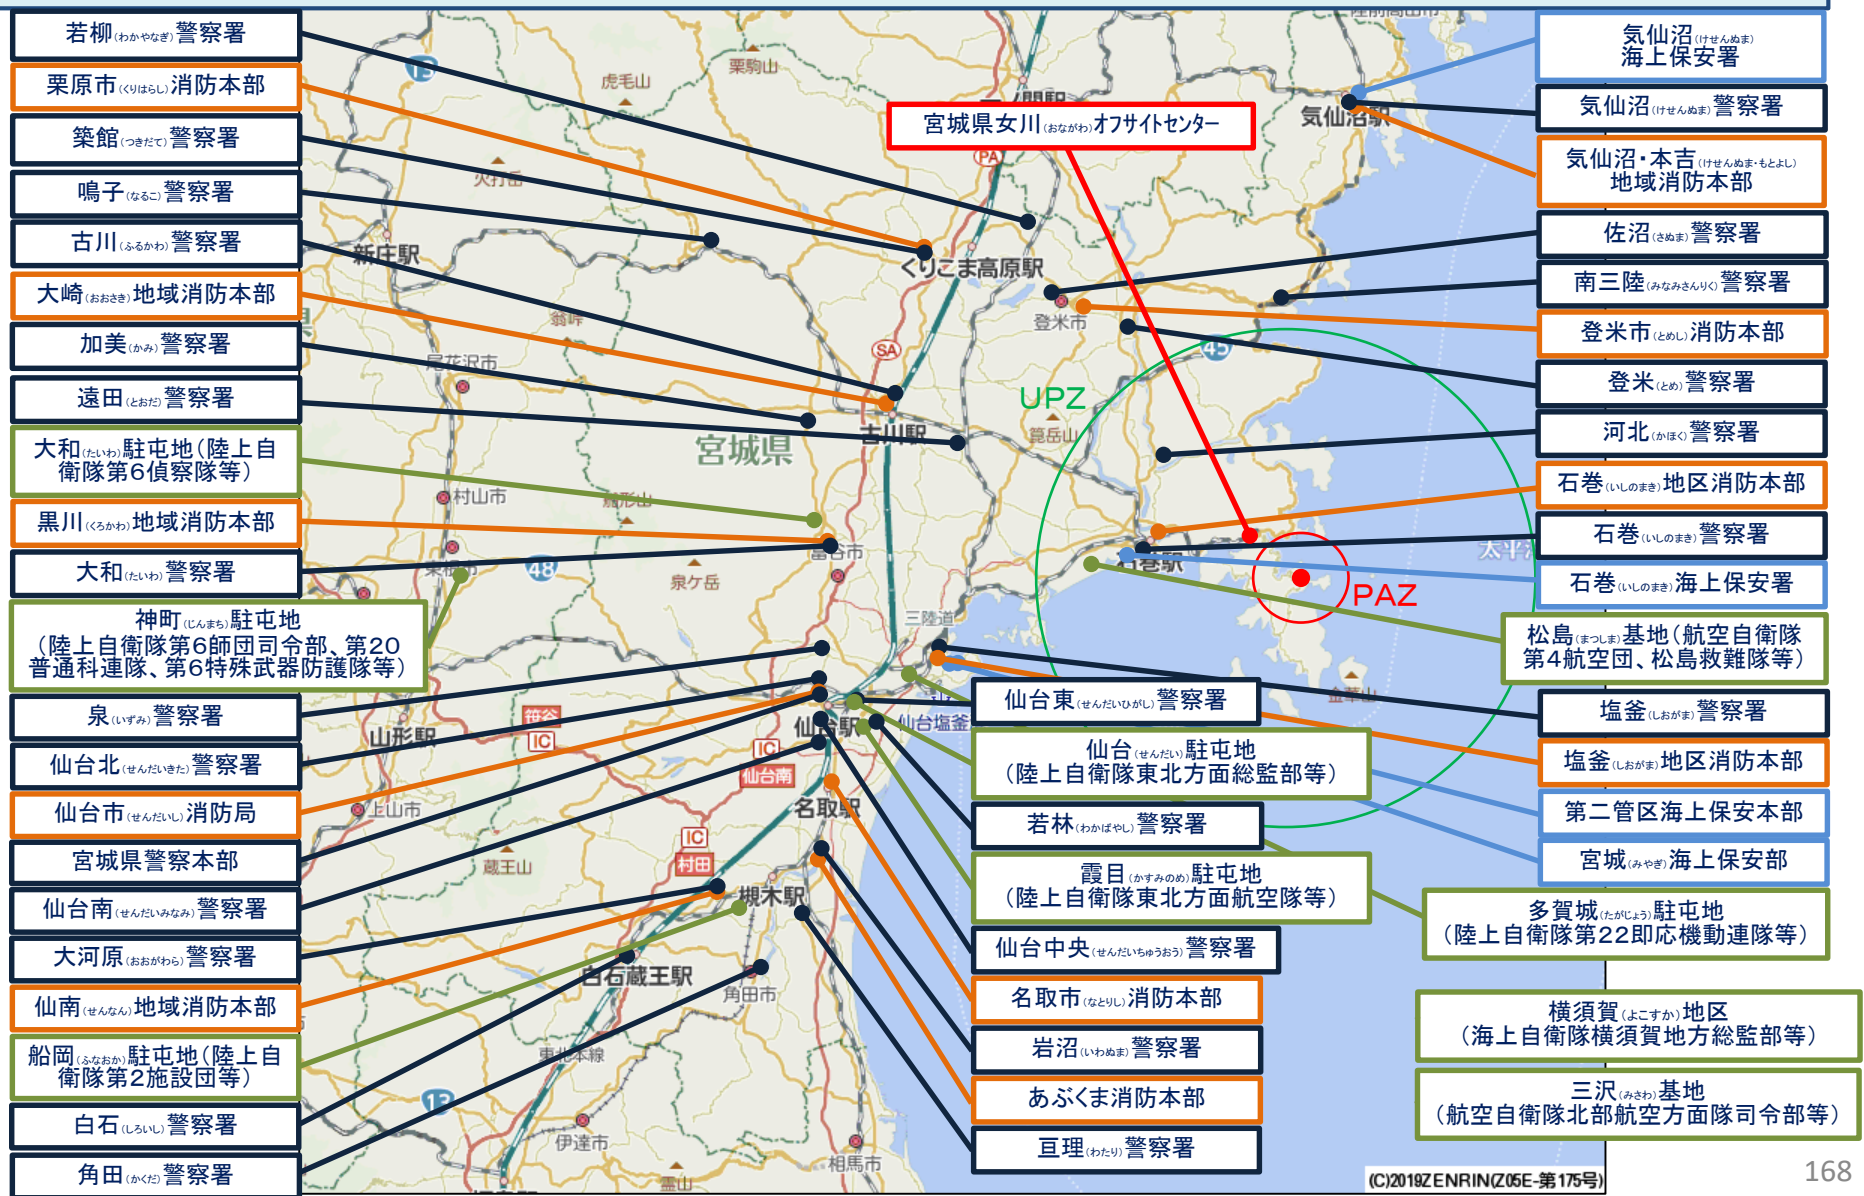 若柳(わかやなぎ)警察署
栗原市(くりはらし)消防本部
築館(つきだて)警察署
鳴子(なるこ)警察署
古川(ふるかわ)警察署
大崎(おおさき)地域消防本部
加美(かみ)警察署
遠田(とおだ)警察署
大和(たいわ)駐屯地(陸上自
衛隊第6偵察隊等)
黒川(くろかわ)地域消防本部
大和(たいわ)警察署
神町(じんまち)駐屯地
(陸上自衛隊第6師団司令部、第20
普通科連隊、第6特殊武器防護隊等)
泉(いずみ)警察署
仙台北(せんだいきた)警察署
仙台市(せんだいし)消防局
宮城県警察本部
仙台南(せんだいみなみ)警察署
大河原(おおがわら)警察署
仙南(せんなん)地域消防本部
船岡(ふなおか)駐屯地(陸上自
衛隊第2施設団等)
白石(しろいし)警察署
角田(かくだ)警察署
宮城県女川(おながわ)オフサイトセンター
気仙沼(けせんぬま)
海上保安署
気仙沼(けせんぬま)警察署
気仙沼・本吉(けせんぬま・もとよし)
地域消防本部
佐沼(さぬま)警察署
南三陸(みなみさんりく)警察署
登米市(とめし)消防本部
登米(とめ)警察署
河北(かほく)警察署
石巻(いしのまき)地区消防本部
石巻(いしのまき)警察署
石巻(いしのまき)海上保安署
松島(まつしま)基地(航空自衛隊
第4航空団、松島救難隊等)
塩釜(しおがま)警察署
塩釜(しおがま)地区消防本部
第二管区海上保安本部
宮城(みやぎ)海上保安部
多賀城(たがじょう)駐屯地
(陸上自衛隊第22即応機動連隊等)
横須賀(よこすか)地区
(海上自衛隊横須賀地方総監部等)
三沢(みさわ)基地
(航空自衛隊北部航空方面隊司令部等)
仙台東(せんだいひがし)警察署
仙台(せんだい)駐屯地
(陸上自衛隊東北方面総監部等)
若林(わかばやし)警察署
霞目(かすみのめ)駐屯地
(陸上自衛隊東北方面航空隊等)
仙台中央(せんだいちゅうおう)警察署
名取市(なとりし)消防本部
岩沼(いわぬま)警察署
あぶくま消防本部
亘理(わたり)警察署
UPZ
PAZ
13
虎毛山
栗駒山
火打岳
新庄駅
くりこま高原駅
PA
気仙沼駅
登米市
翁峠
尾花沢市
SA
45
古川駅
箟岳山
宮城県
村山市
富谷市
48
泉ケ岳
石巻駅
三陸道
金華山
笹谷
IC
山形駅
仙台駅
仙台塩釜
IC
仙台南
上山市
名取駅
蔵王山
IC
村田
槻木駅
白石蔵王駅
角田市
東北本線
13
伊達市
相馬市
霊山
(C)2019ZENRIN(Z05E-第175号)
168